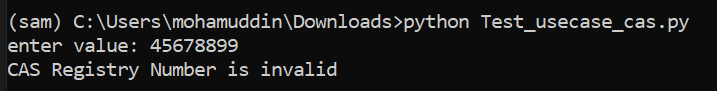 (sam) C:\Users\mohamuddin\Downloads>python Test_usecase_cas.py
enter value: 45678899
CAS Registry Number is invalid